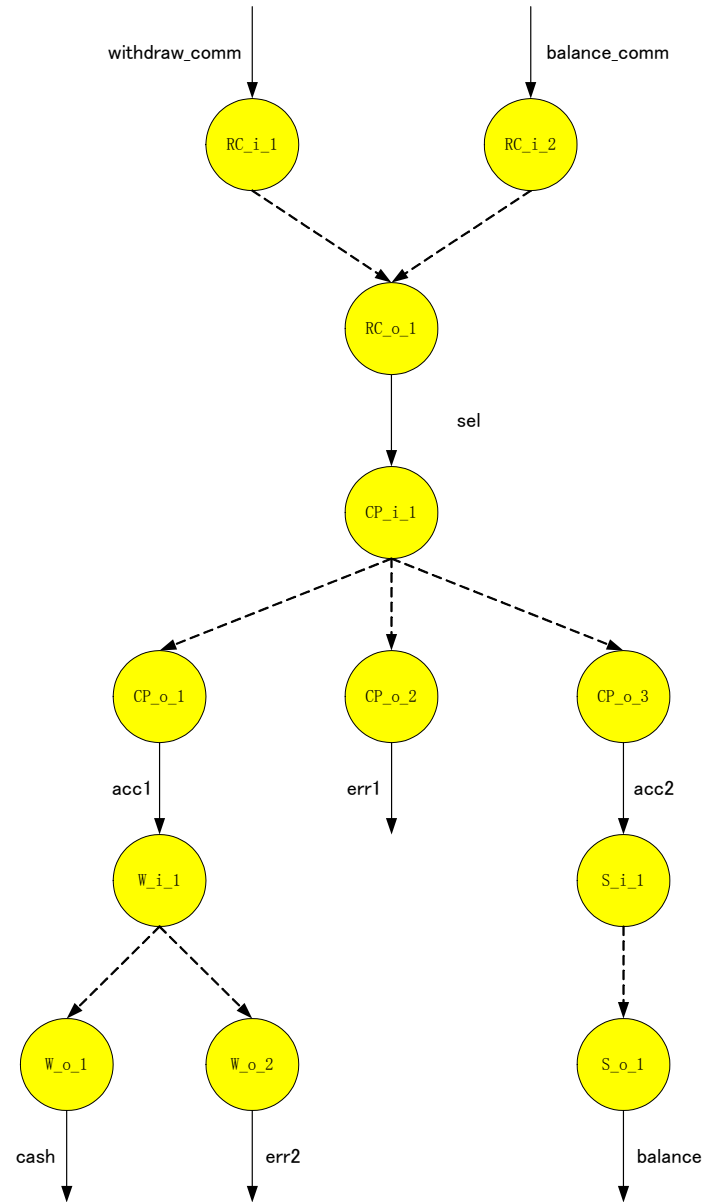 withdraw_comm
balance_comm
RC_i_1
RC_i_2
RC_o_1
sel
CP_i_1
CP_o_1
CP_o_2
CP_o_3
acc1
err1
acc2
W_i_1
S_i_1
W_o_1
W_o_2
S_o_1
cash
err2
balance